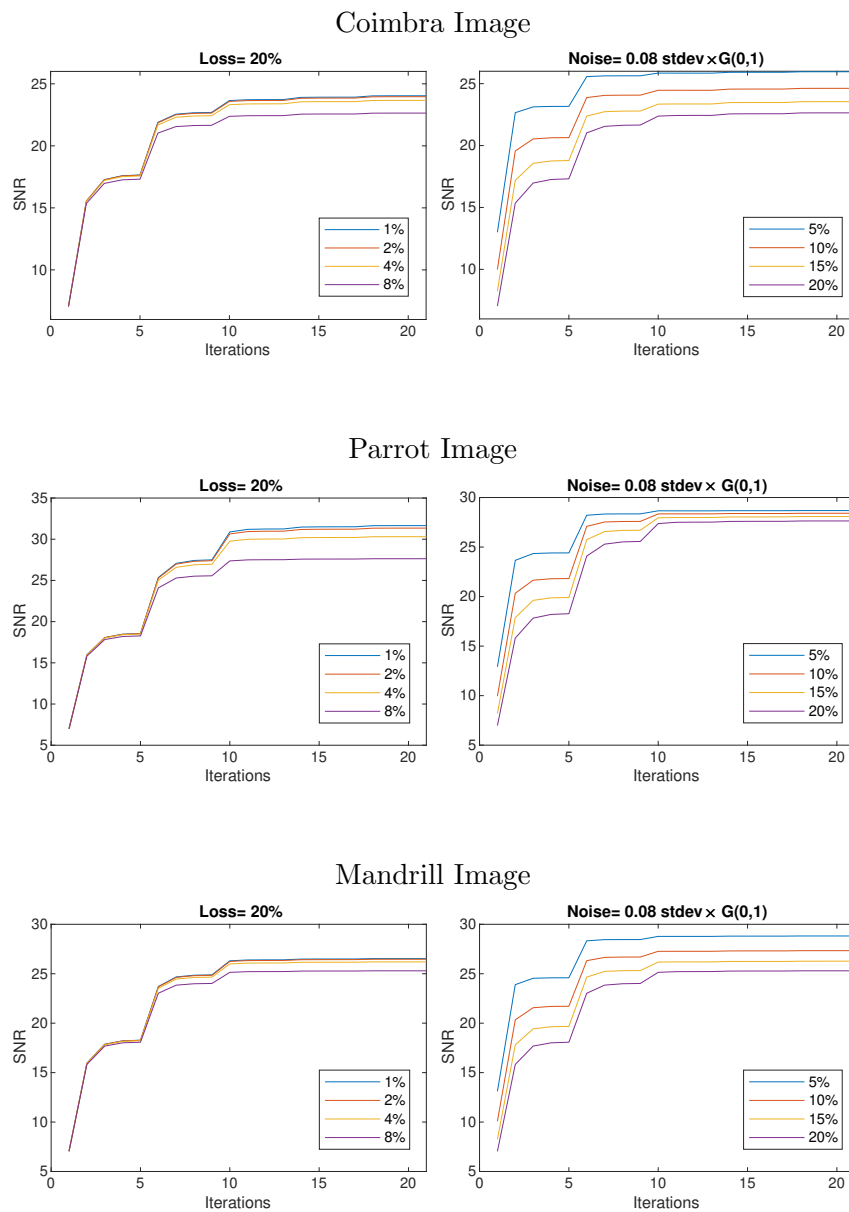 Coimbra Image
Loss= 20%
SNR
25
20
15
10
0 5 10 15 20
Iterations
1%
2%
4%
8%
Noise= 0.08 stdev×G(0,1)
SNR
25
20
15
10
0 5 10 15 20
Iterations
5%
10%
15%
20%
Parrot Image
Loss= 20%
SNR
35
30
25
20
15
10
5
0 5 10 15 20
Iterations
1%
2%
4%
8%
Noise= 0.08 stdev× G(0,1)
SNR
30
25
20
15
10
5
0 5 10 15 20
Iterations
5%
10%
15%
20%
Mandrill Image
Loss= 20%
SNR
30
25
20
15
10
5
0 5 10 15 20
Iterations
1%
2%
4%
8%
Noise= 0.08 stdev× G(0,1)
SNR
30
25
20
15
10
5
0 5 10 15 20
Iterations
5%
10%
15%
20%